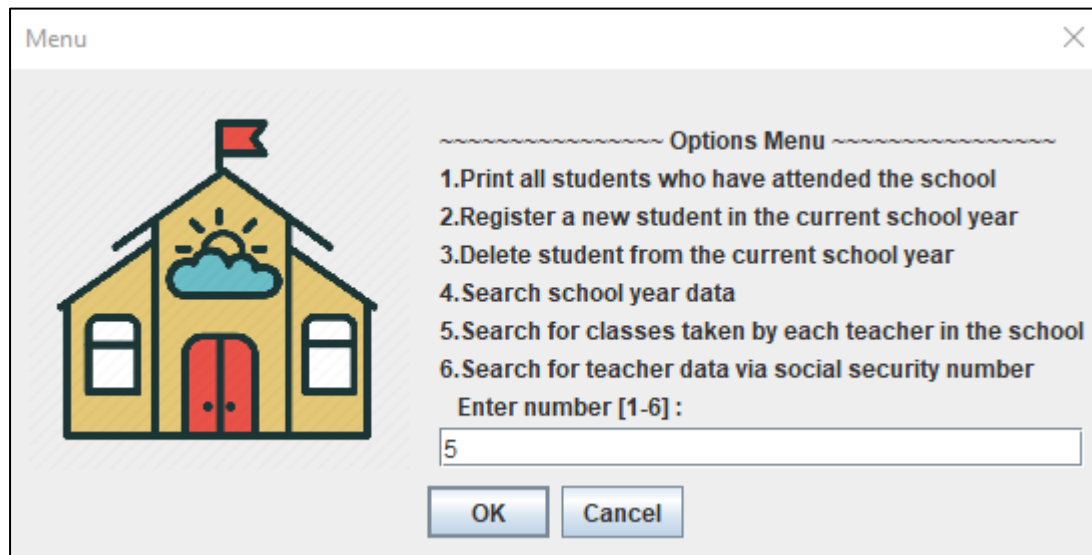 Menu
~~~~~~~~~~~~~~~~ Options Menu ~~~~~~~~~~~~~~~~
1.Print all students who have attended the school
2.Register a new student in the current school year
3.Delete student from the current school year
4.Search school year data
5.Search for classes taken by each teacher in the school
6.Search for teacher data via social security number
Enter number [1-6] :
5
OK Cancel